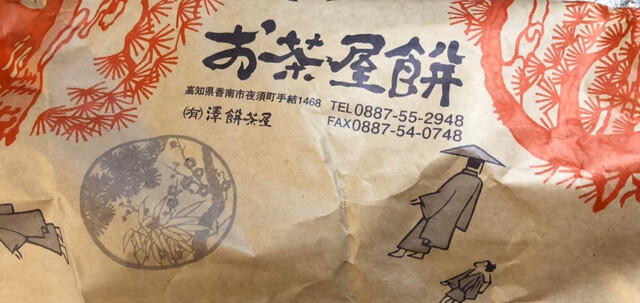 お茶屋餅
高知県香南市夜須町手結1468
TEL0887-55-2948
㈲澤餅茶屋
FAX0887-54-0748